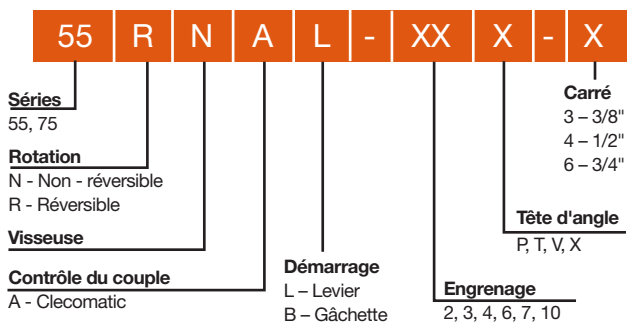 55 R N A L - XX X - X
Séries
55, 75
Rotation
N - Non - réversible
R - Réversible
Visseuse
Contrôle du couple
A - Clecomatic
Démarrage
L – Levier
B – Gâchette
Engrenage
2, 3, 4, 6, 7, 10
Tête d'angle
P, T, V, X
Carré
3 – 3/8"
4 – 1/2"
6 – 3/4"